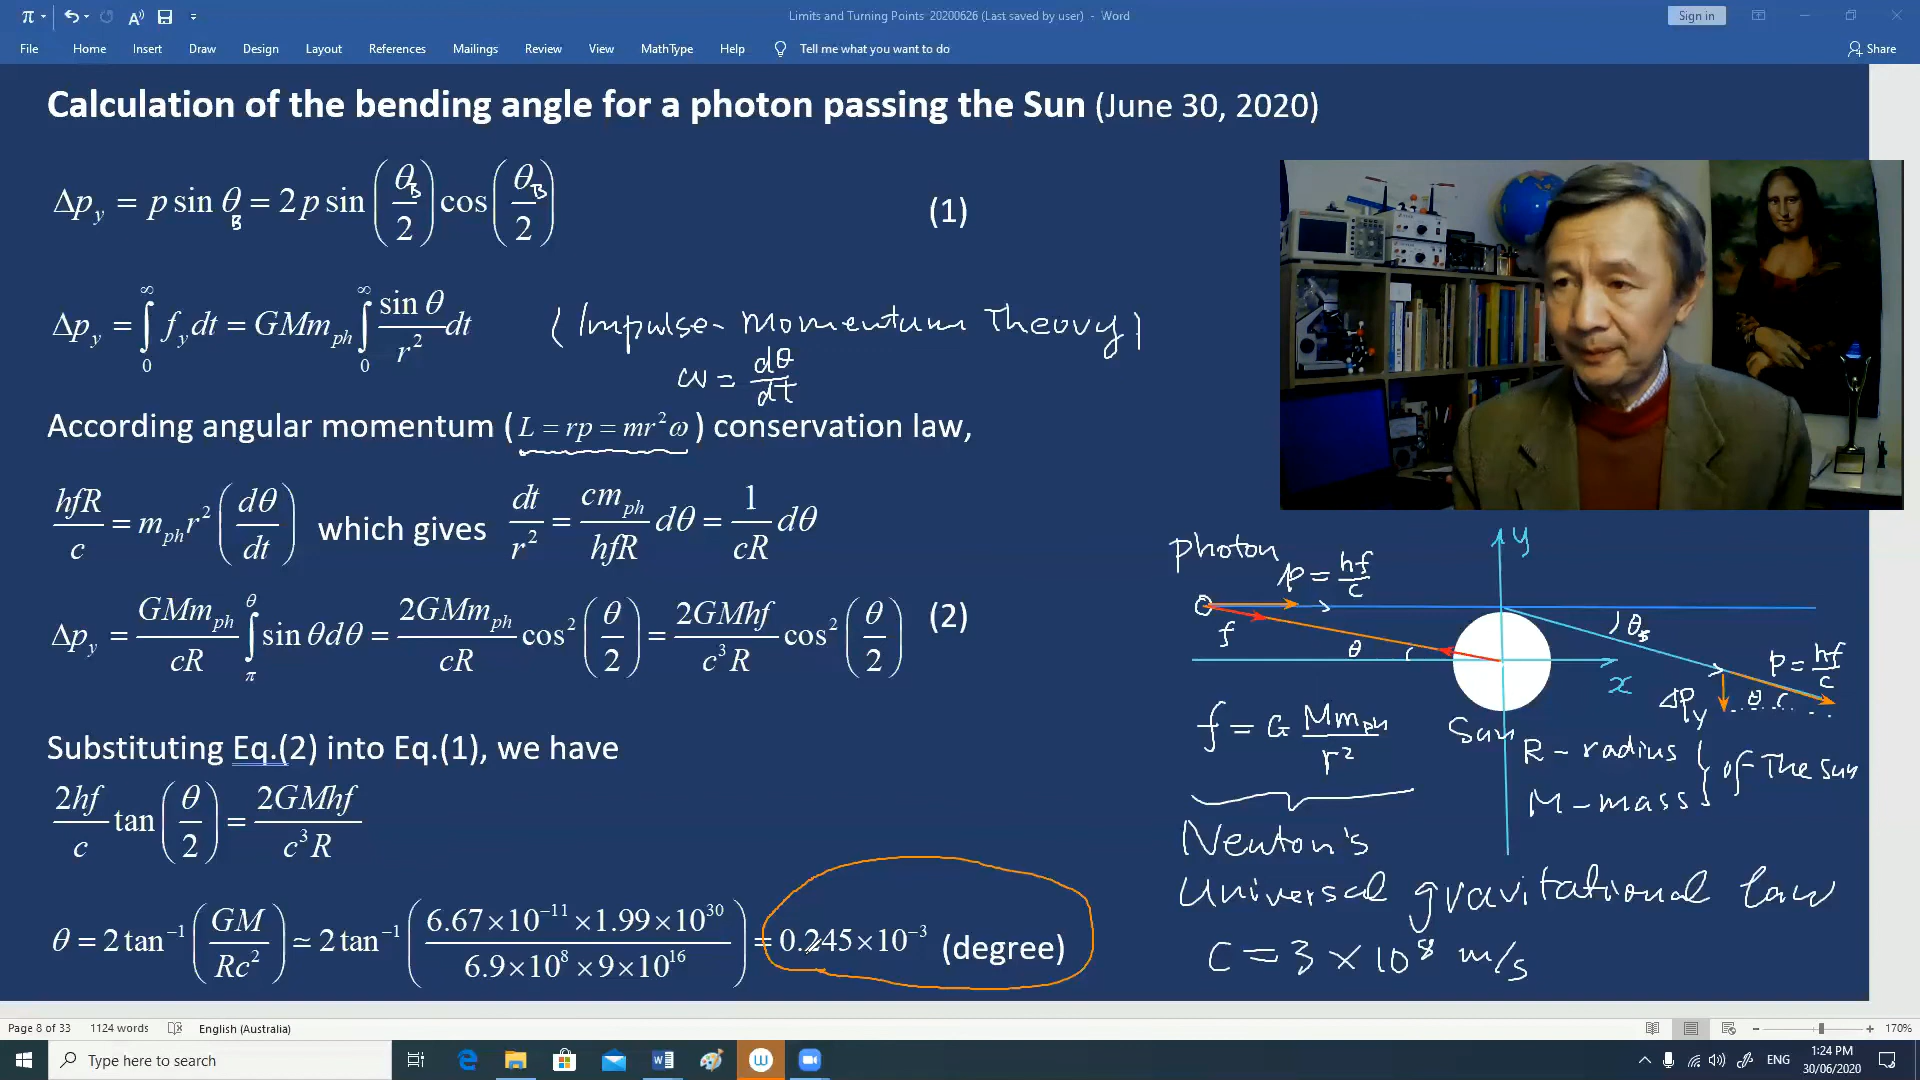 Limits and Turning Points 20200626 (Last saved by user) - Word
Sign in
File Home Insert Draw Design Layout References Mailings Review View MathType Help Tell me what you want to do Share
Calculation of the bending angle for a photon passing the Sun (June 30, 2020)
Δp_y = p sin θ_B = 2p sin(θ_B/2) cos(θ_B/2) (1)
Δp_y = ∫_0^∞ f_y dt = GMm_ph ∫_0^∞ (sin θ / r²) dt (Impulse-Momentum Theory)
ω = dθ/dt
According angular momentum (L = rp = mr²ω) conservation law,
hfR/c = m_ph r² (dθ/dt) which gives dt/r² = (cm_ph/hfR) dθ = (1/cR) dθ
Δp_y = (GMm_ph/cR) ∫_π^θ sin θdθ = (2GMm_ph/cR) cos²(θ/2) = (2GMhf/c³R) cos²(θ/2) (2)
Substituting Eq.(2) into Eq.(1), we have
(2hf/c) tan(θ/2) = 2GMhf/c³R
θ = 2 tan⁻¹(GM/Rc²) ≃ 2 tan⁻¹(6.67×10⁻¹¹×1.99×10³⁰ / 6.9×10⁸×9×10¹⁶) = 0.245×10⁻³ (degree)
photon
p = hf/c
y
f
θ
θ_B
x
p = hf/c
Δp_y
θ
f = G Mm_ph/r²
Sun
R - radius
M - mass
of The Sun
Newton's
Universal gravitational law
C = 3 × 10⁸ m/s
Page 8 of 33 1124 words English (Australia) 170%
Type here to search
ENG
1:24 PM
30/06/2020